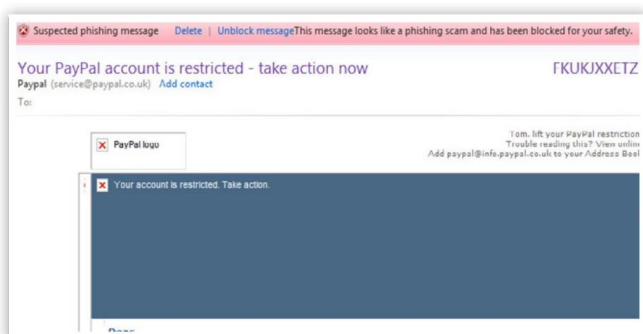 Suspected phishing message Delete | Unblock messageThis message looks like a phishing scam and has been blocked for your safety.
Your PayPal account is restricted - take action now FKUKJXXETZ
Paypal (service@paypal.co.uk) Add contact
To:
PayPal logo
Tom, lift your PayPal restriction
Trouble reading this? View onlin
Add paypal@info.paypal.co.uk to your Address Bool
Your account is restricted. Take action.